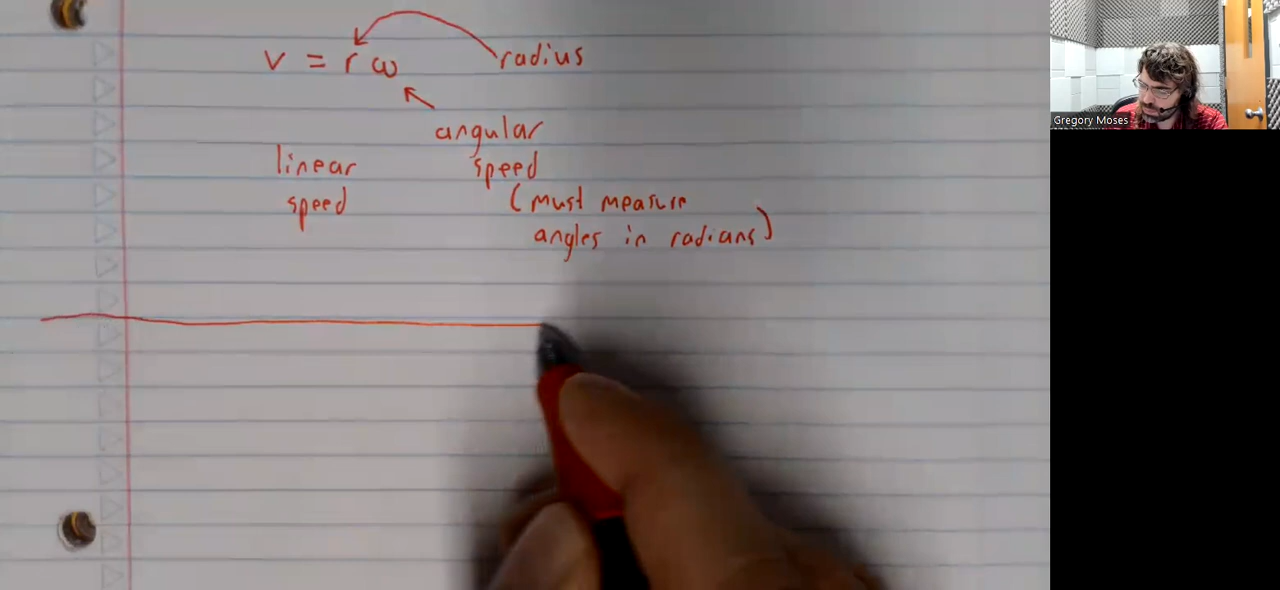 v = r ω
radius
angular
speed
(must measure
angles in radians)
linear
speed
Gregory Moses